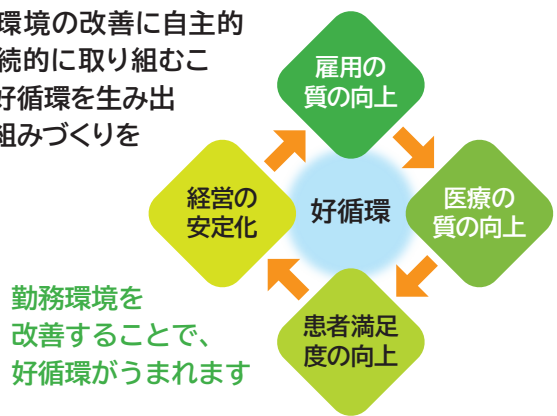 環境の改善に自主的
続的に取り組むこ
好循環を生み出
組みづくりを
雇用の
質の向上
医療の
質の向上
患者満足
度の向上
経営の
安定化
好循環
勤務環境を
改善することで、
好循環がうまれます